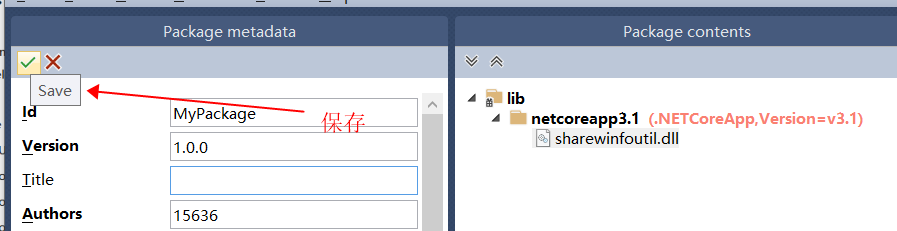 Package metadata
Save
保存
Id
MyPackage
Version
1.0.0
Title
Authors
15636
Package contents
lib
netcoreapp3.1 (.NETCoreApp,Version=v3.1)
sharewinfoutil.dll